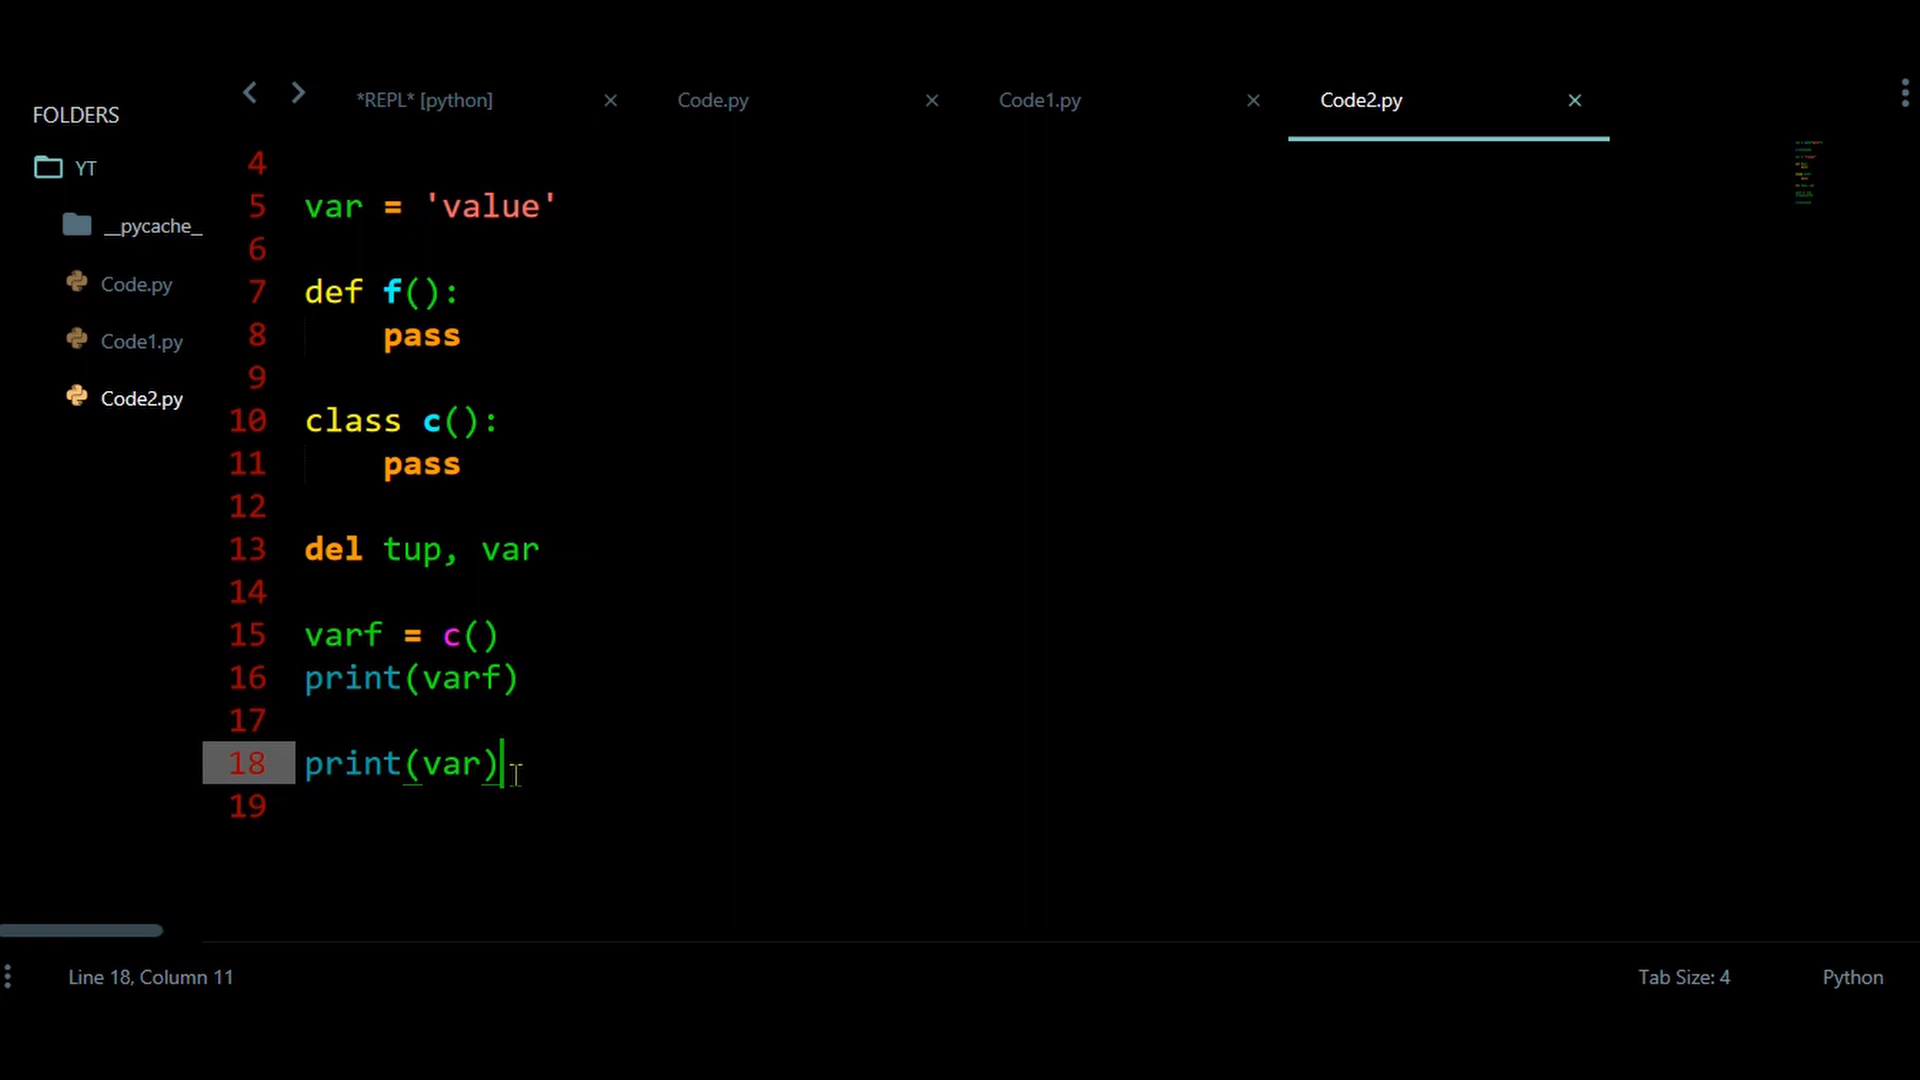 *REPL* [python]
Code.py
Code1.py
Code2.py
FOLDERS
YT
__pycache_
Code.py
Code1.py
Code2.py
4
5 var = 'value'
6
7 def f():
8 pass
9
10 class c():
11 pass
12
13 del tup, var
14
15 varf = c()
16 print(varf)
17
18 print(var)
19
Line 18, Column 11
Tab Size: 4
Python